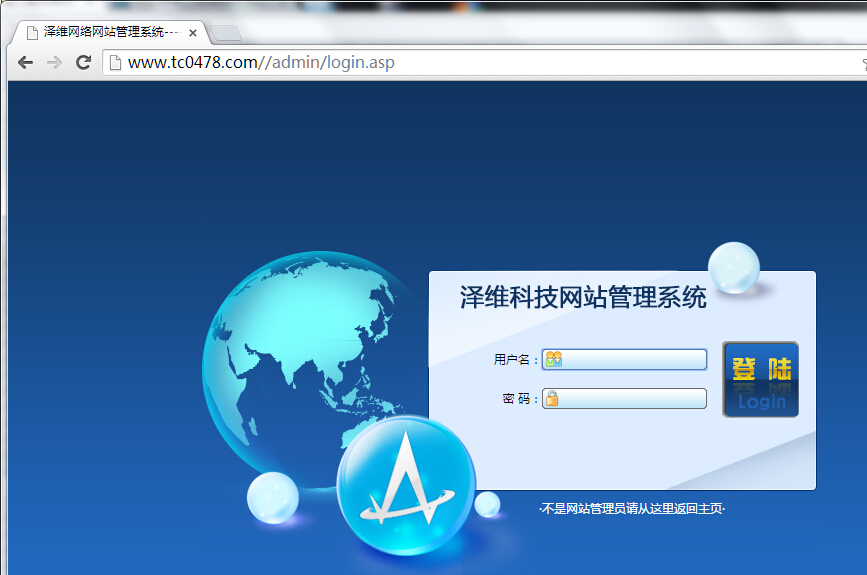 泽维网络网站管理系统---
www.tc0478.com//admin/login.asp
泽维科技网站管理系统
用户名：
密 码：
登 陆
Login
·不是网站管理员请从这里返回主页·